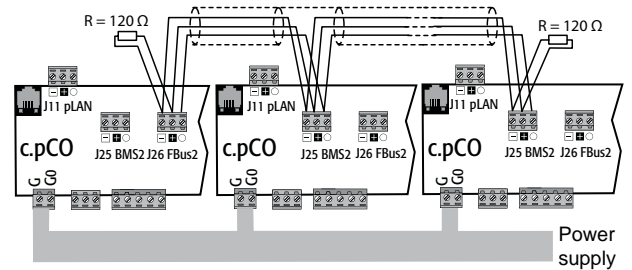 R = 120 Ω
R = 120 Ω
J11 pLAN
J11 pLAN
J11 pLAN
c.pCO
J25 BMS2
J26 FBus2
c.pCO
J25 BMS2
J26 FBus2
c.pCO
J25 BMS2
J26 FBus2
G
G0
G
G0
G
G0
Power
supply